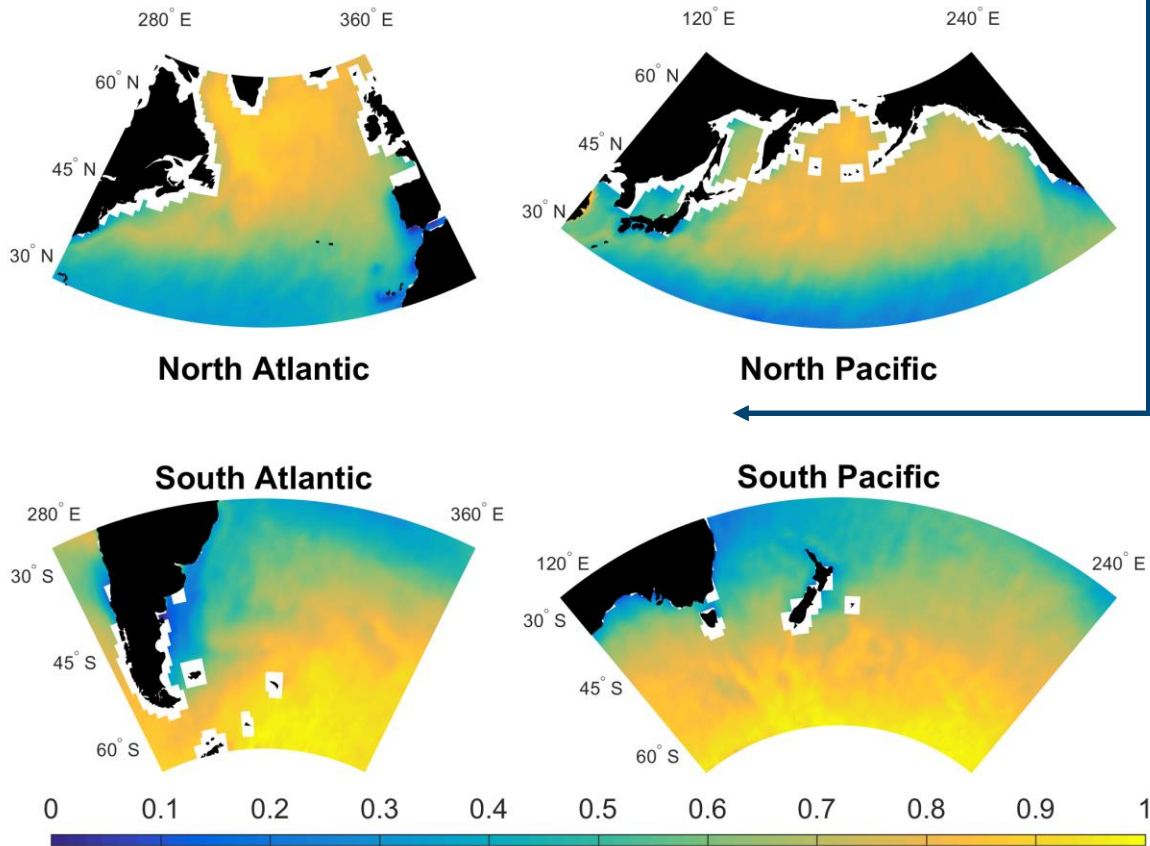 280° E 360° E 120° E 240° E
60° N 60° N
45° N 45° N
30° N 30° N
North Atlantic North Pacific
South Atlantic South Pacific
280° E 360° E
120° E 240° E
30° S 30° S
45° S 45° S
60° S 60° S
0 0.1 0.2 0.3 0.4 0.5 0.6 0.7 0.8 0.9 1